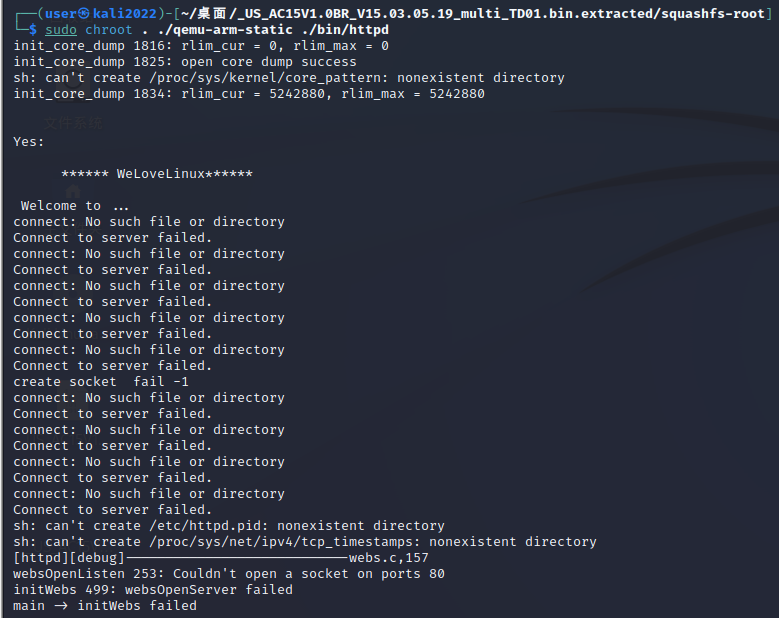 ┌──(user㉿kali2022)-[~/桌面/_US_AC15V1.0BR_V15.03.05.19_multi_TD01.bin.extracted/squashfs-root]
└─$ sudo chroot . ./qemu-arm-static ./bin/httpd
init_core_dump 1816: rlim_cur = 0, rlim_max = 0
init_core_dump 1825: open core dump success
sh: can't create /proc/sys/kernel/core_pattern: nonexistent directory
init_core_dump 1834: rlim_cur = 5242880, rlim_max = 5242880
文件系统
Yes:
****** WeLoveLinux******
Welcome to ...
connect: No such file or directory
Connect to server failed.
connect: No such file or directory
Connect to server failed.
connect: No such file or directory
Connect to server failed.
connect: No such file or directory
Connect to server failed.
connect: No such file or directory
Connect to server failed.
create socket  fail -1
connect: No such file or directory
Connect to server failed.
connect: No such file or directory
Connect to server failed.
connect: No such file or directory
Connect to server failed.
connect: No such file or directory
Connect to server failed.
sh: can't create /etc/httpd.pid: nonexistent directory
sh: can't create /proc/sys/net/ipv4/tcp_timestamps: nonexistent directory
[httpd][debug]----------------------------webs.c,157
websOpenListen 253: Couldn't open a socket on ports 80
initWebs 499: websOpenServer failed
main -> initWebs failed